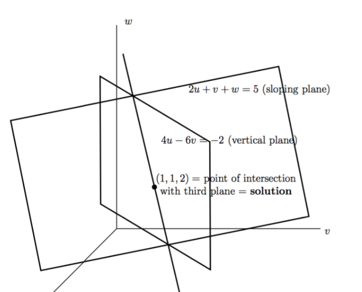 w
2u + v + w = 5 (sloping plane)
4u − 6v = −2 (vertical plane)
(1, 1, 2) = point of intersection
with third plane = solution
v